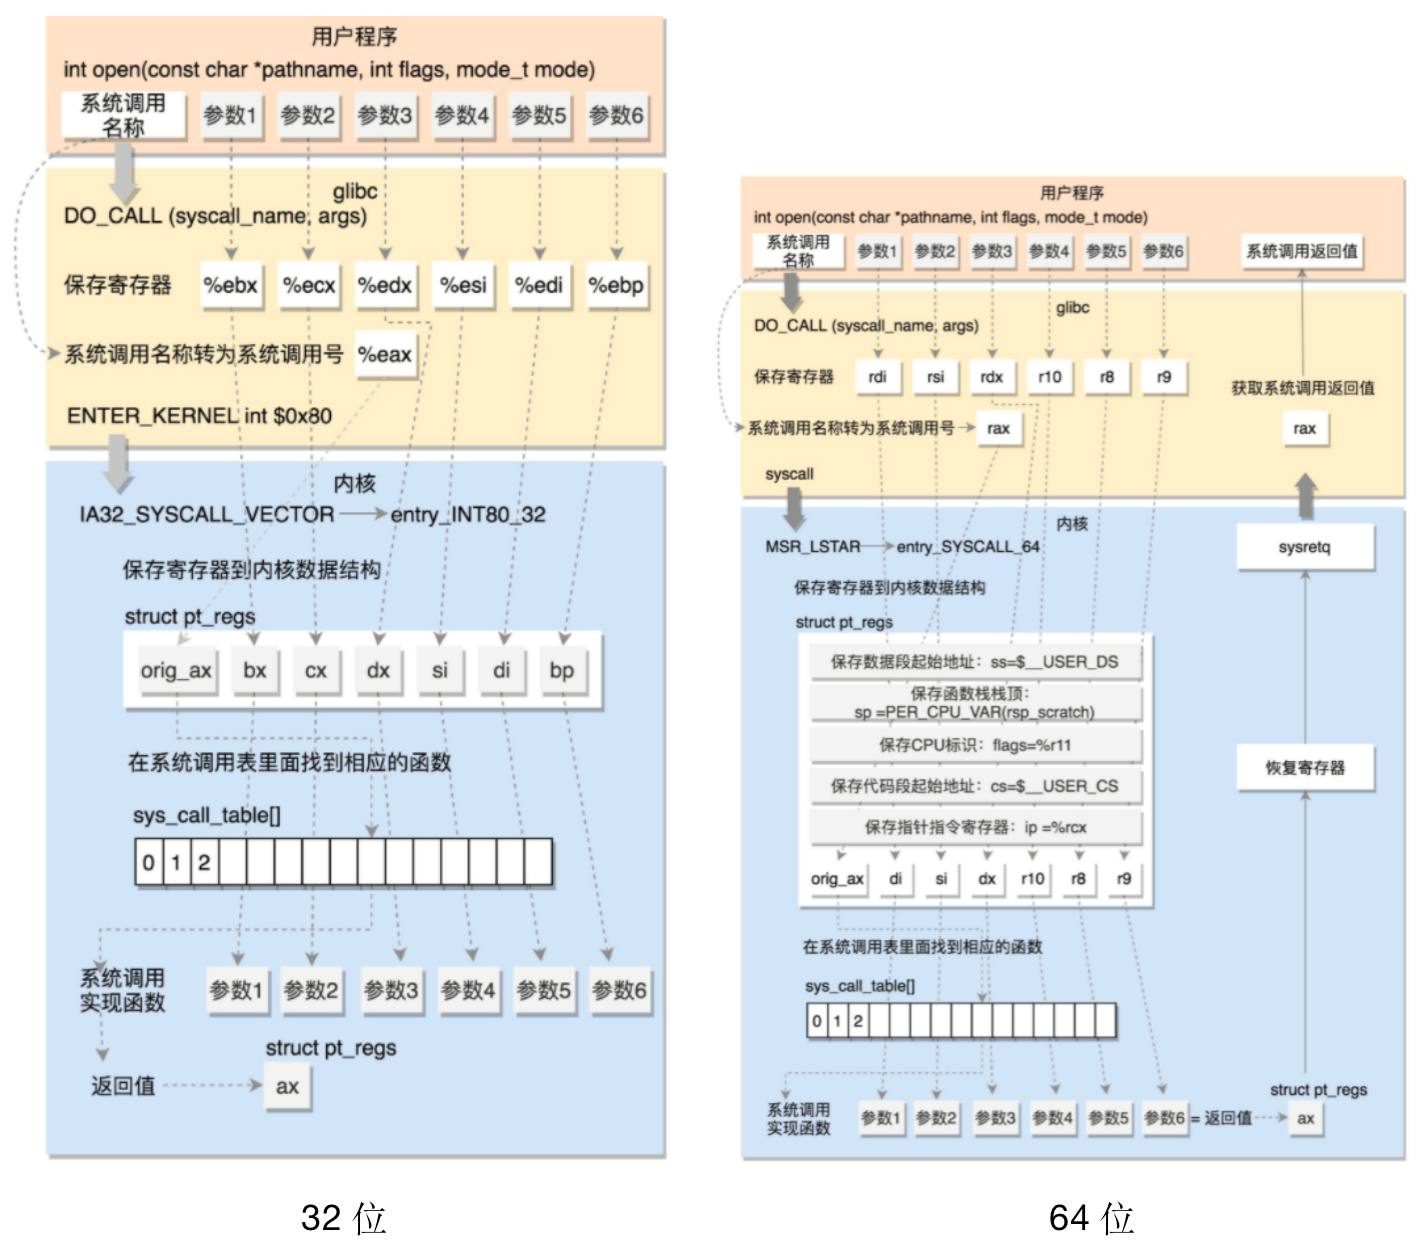 用户程序
int open(const char *pathname, int flags, mode_t mode)
系统调用
名称
参数1 参数2 参数3 参数4 参数5 参数6
glibc
DO_CALL (syscall_name, args)
保存寄存器 %ebx %ecx %edx %esi %edi %ebp
系统调用名称转为系统调用号 %eax
ENTER_KERNEL int $0x80
内核
IA32_SYSCALL_VECTOR entry_INT80_32
保存寄存器到内核数据结构
struct pt_regs
orig_ax bx cx dx si di bp
在系统调用表里面找到相应的函数
sys_call_table[]
0 1 2
系统调用
实现函数
参数1 参数2 参数3 参数4 参数5 参数6
struct pt_regs
返回值 ax
32 位
用户程序
int open(const char *pathname, int flags, mode_t mode)
系统调用
名称
参数1 参数2 参数3 参数4 参数5 参数6 系统调用返回值
glibc
DO_CALL (syscall_name, args)
保存寄存器 rdi rsi rdx r10 r8 r9
获取系统调用返回值
系统调用名称转为系统调用号 rax rax
syscall
内核
MSR_LSTAR entry_SYSCALL_64 sysretq
保存寄存器到内核数据结构
struct pt_regs
保存数据段起始地址：ss=$__USER_DS
保存函数栈栈顶：
sp =PER_CPU_VAR(rsp_scratch)
保存CPU标识：flags=%r11
保存代码段起始地址：cs=$__USER_CS
恢复寄存器
保存指针指令寄存器：ip =%rcx
orig_ax di si dx r10 r8 r9
在系统调用表里面找到相应的函数
sys_call_table[]
0 1 2
系统调用
实现函数
参数1 参数2 参数3 参数4 参数5 参数6 = 返回值
struct pt_regs
ax
64 位